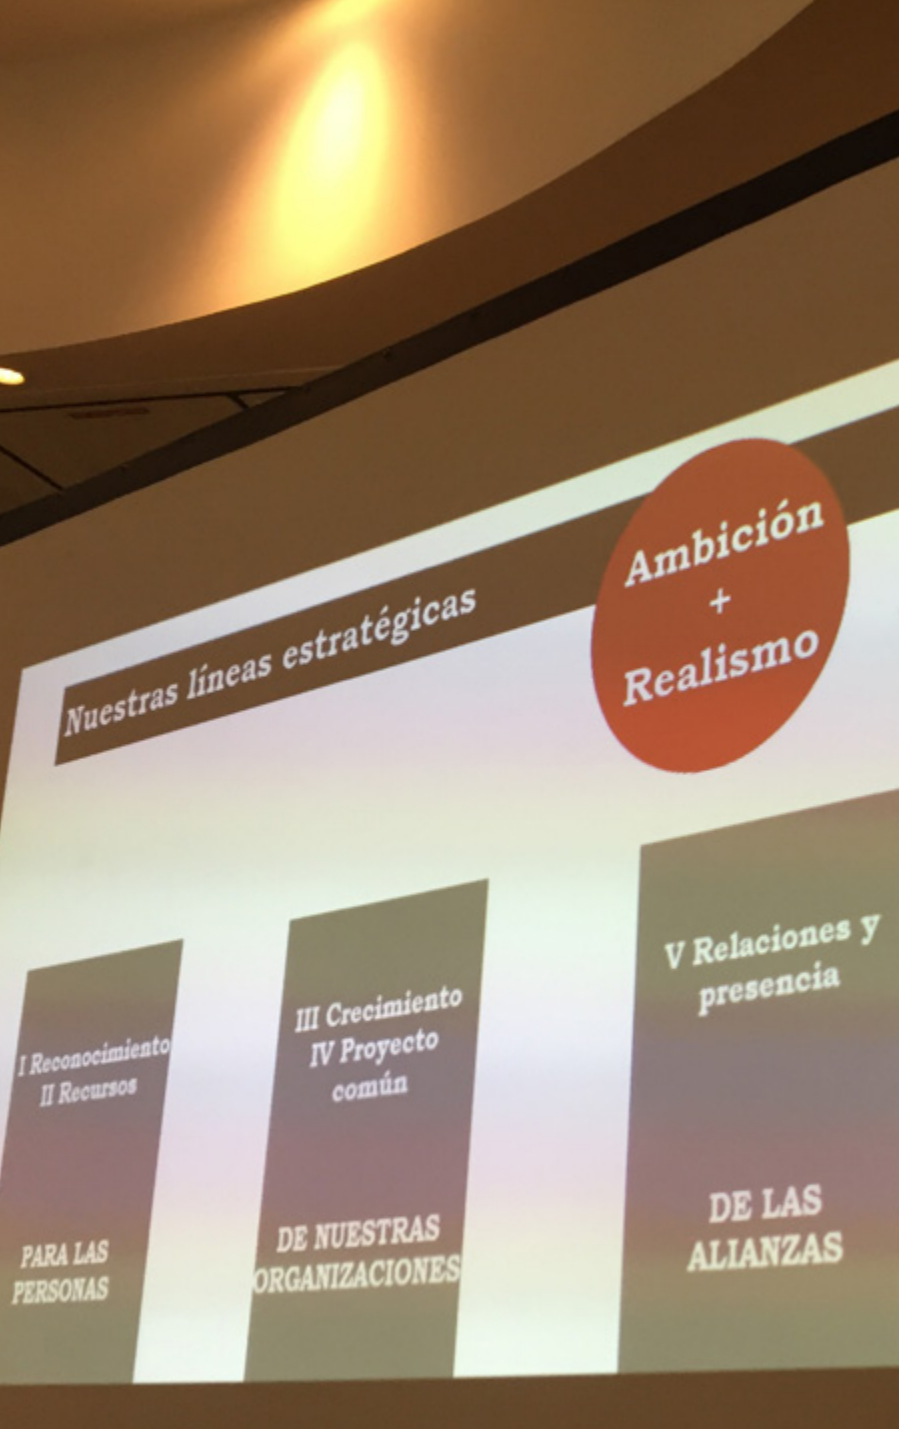 Nuestras líneas estratégicas
Ambición
+
Realismo
I Reconocimiento
II Recursos
PARA LAS
PERSONAS
III Crecimiento
IV Proyecto
común
DE NUESTRAS
ORGANIZACIONES
V Relaciones y
presencia
DE LAS
ALIANZAS